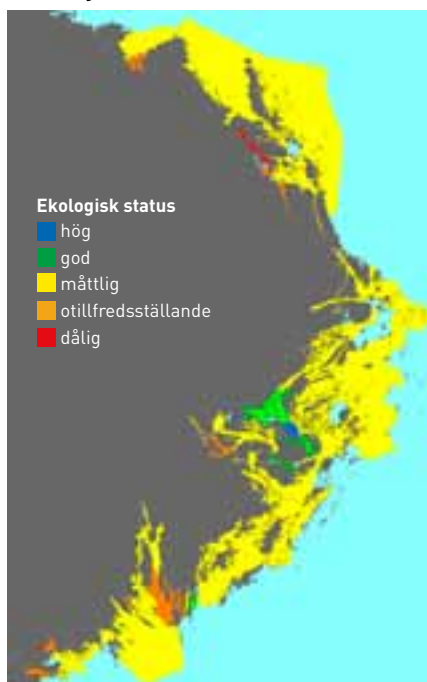 Ekologisk status
hög
god
måttlig
otillfredsställande
dålig